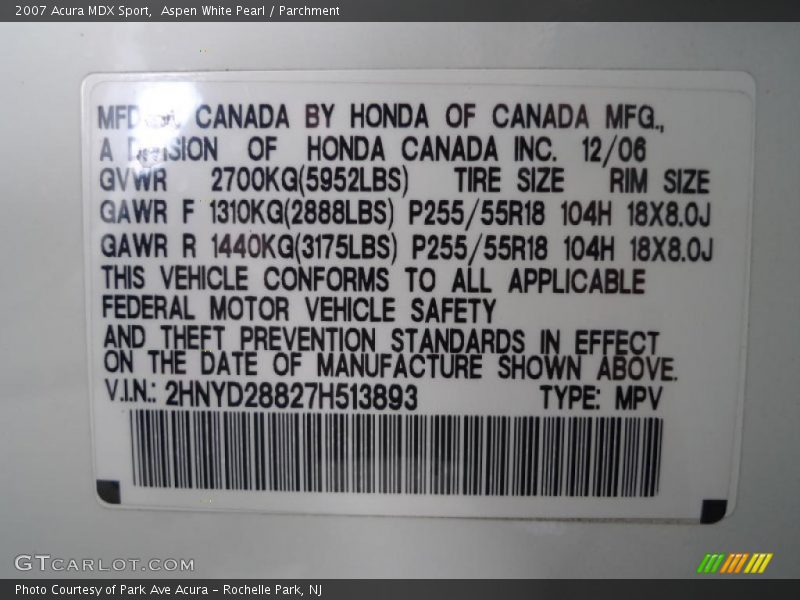 2007 Acura MDX Sport, Aspen White Pearl / Parchment
CANADA BY HONDA OF CANADA MFG.,
A OF HONDA CANADA INC. 12/06
GVWR 2700KG(5952LBS) TIRE SIZE RIM SIZE
GAWR F 1310KG(2888LBS) P255/55R18 104H 18X8.0J
GAWR R 1440KG(3175LBS) P255/55R18 104H 18X8.0J
THIS VEHICLE CONFORMS TO ALL APPLICABLE
FEDERAL MOTOR VEHICLE SAFETY
AND THEFT PREVENTION STANDARDS IN EFFECT
ON THE DATE OF MANUFACTURE SHOWN ABOVE.
V.I.N.: 2HNYD28827H513893 TYPE: MPV
GTCARLOT.COM
Photo Courtesy of Park Ave Acura - Rochelle Park, NJ